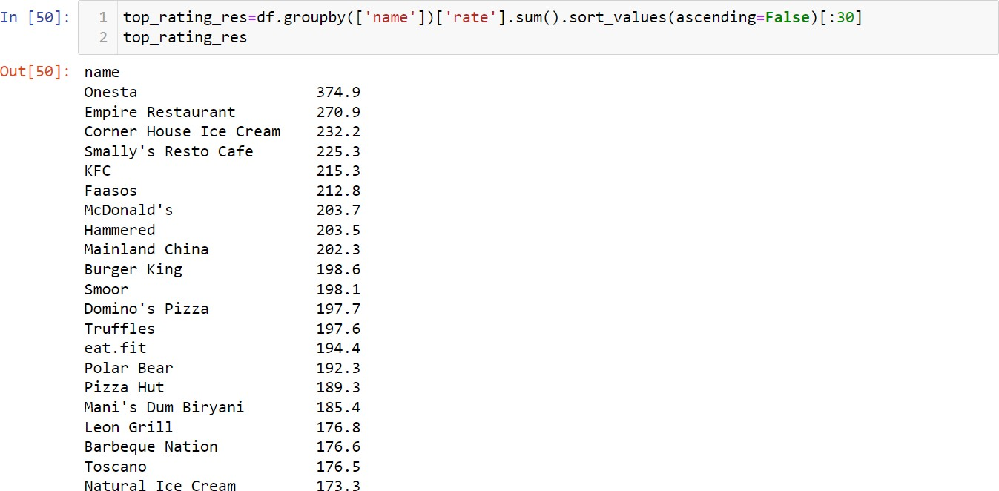 In [50]: 1 top_rating_res=df.groupby(['name'])['rate'].sum().sort_values(ascending=False)[:30]
2 top_rating_res
Out[50]: name
Onesta 374.9
Empire Restaurant 270.9
Corner House Ice Cream 232.2
Smally's Resto Cafe 225.3
KFC 215.3
Faasos 212.8
McDonald's 203.7
Hammered 203.5
Mainland China 202.3
Burger King 198.6
Smoor 198.1
Domino's Pizza 197.7
Truffles 197.6
eat.fit 194.4
Polar Bear 192.3
Pizza Hut 189.3
Mani's Dum Biryani 185.4
Leon Grill 176.8
Barbeque Nation 176.6
Toscano 176.5
Natural Ice Cream 173.3